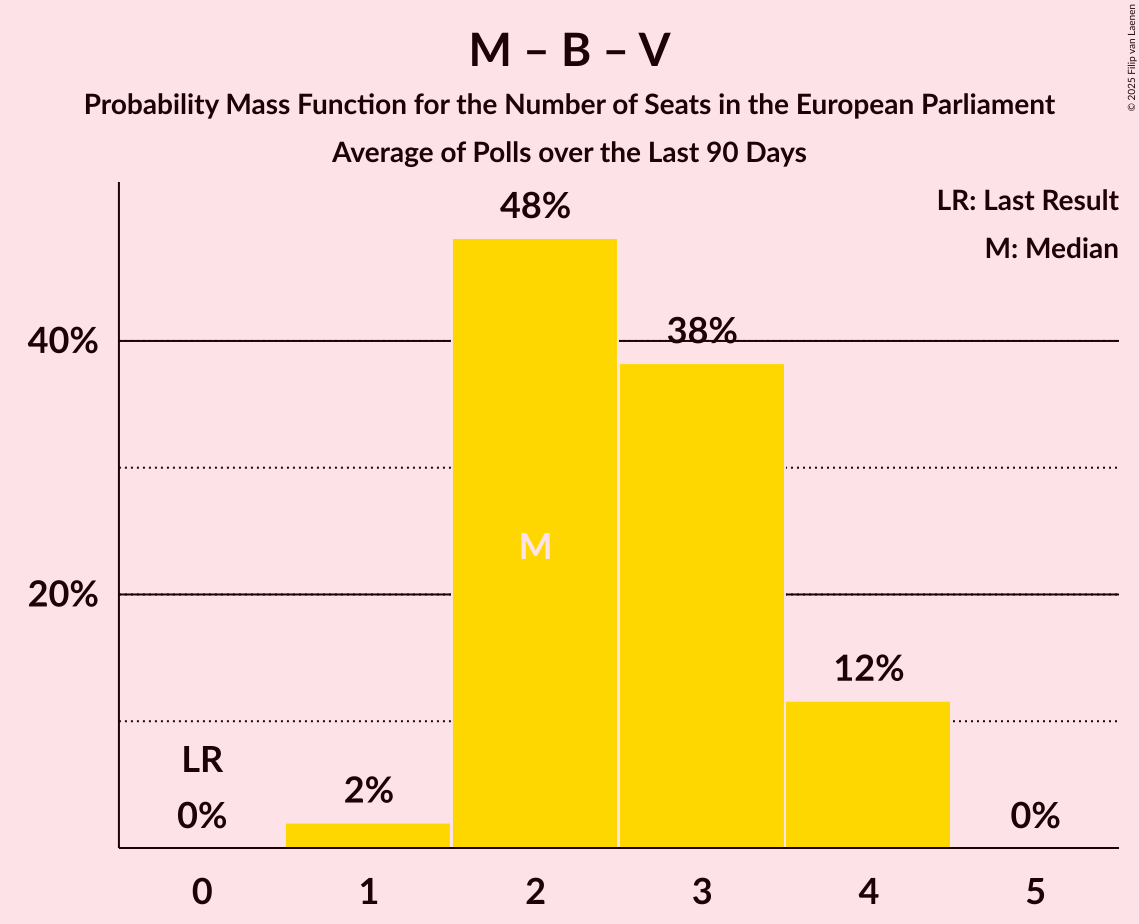 M – B – V
Probability Mass Function for the Number of Seats in the European Parliament
Average of Polls over the Last 90 Days
© 2025 Filip van Laenen
LR: Last Result
M: Median
48%
38%
40%
M
20%
12%
LR
2%
0%
0%
0 1 2 3 4 5